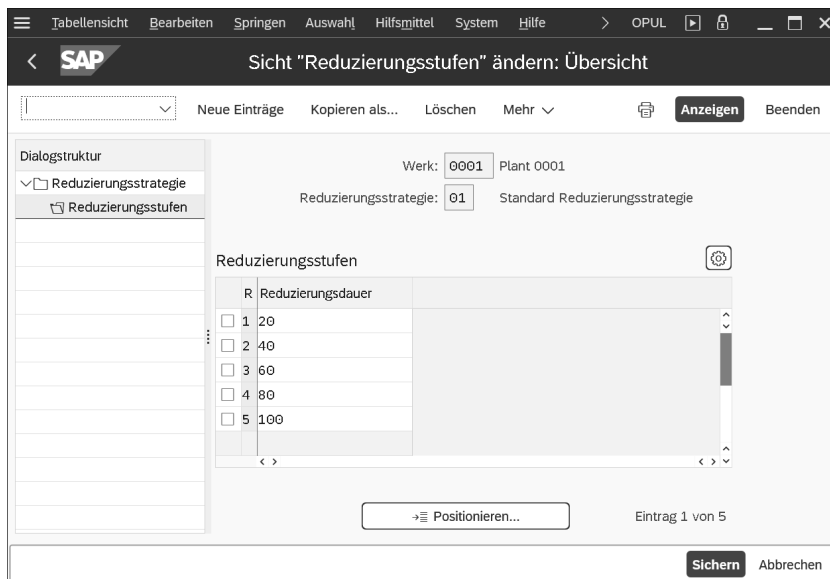 Tabellensicht Bearbeiten Springen Auswahl Hilfsmittel System Hilfe OPUL
SAP
Sicht "Reduzierungsstufen" ändern: Übersicht
Neue Einträge Kopieren als... Löschen Mehr Anzeigen Beenden
Dialogstruktur
Reduzierungsstrategie
Reduzierungsstufen
Werk: 0001 Plant 0001
Reduzierungsstrategie: 01 Standard Reduzierungsstrategie
Reduzierungsstufen
R Reduzierungsdauer
1 20
2 40
3 60
4 80
5 100
Positionieren... Eintrag 1 von 5
Sichern Abbrechen